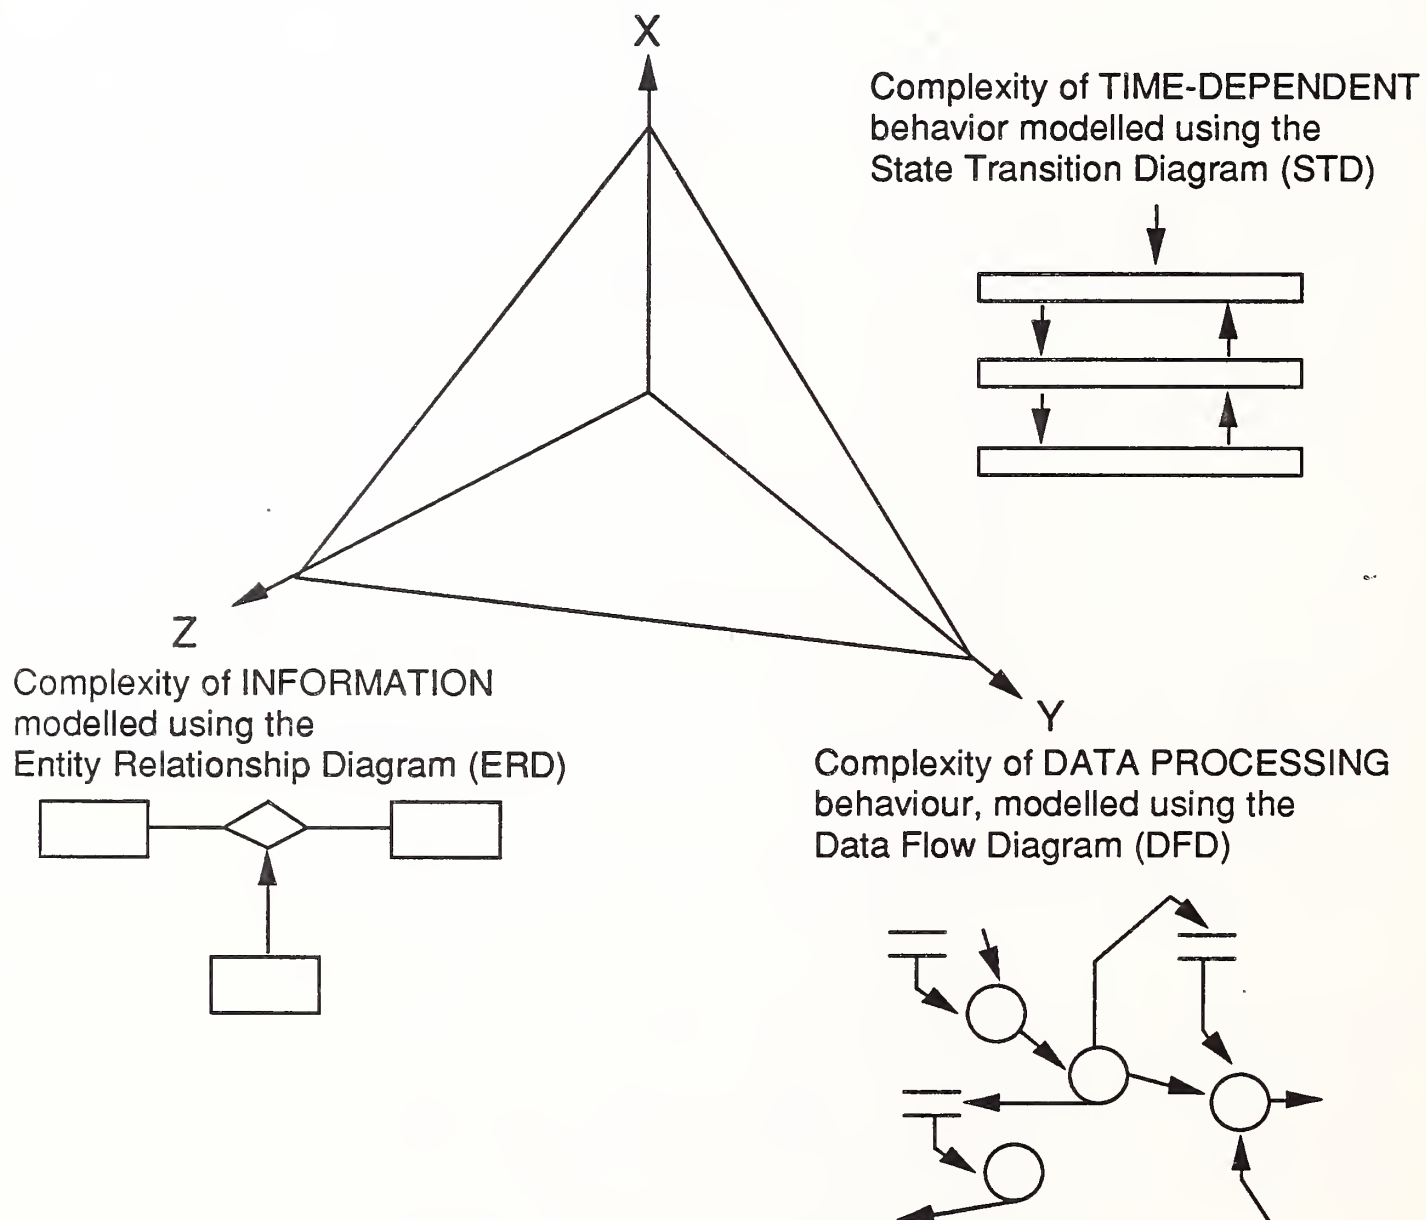 X
Complexity of TIME-DEPENDENT
behavior modelled using the
State Transition Diagram (STD)
Z
Complexity of INFORMATION
modelled using the
Entity Relationship Diagram (ERD)
Y
Complexity of DATA PROCESSING
behaviour, modelled using the
Data Flow Diagram (DFD)